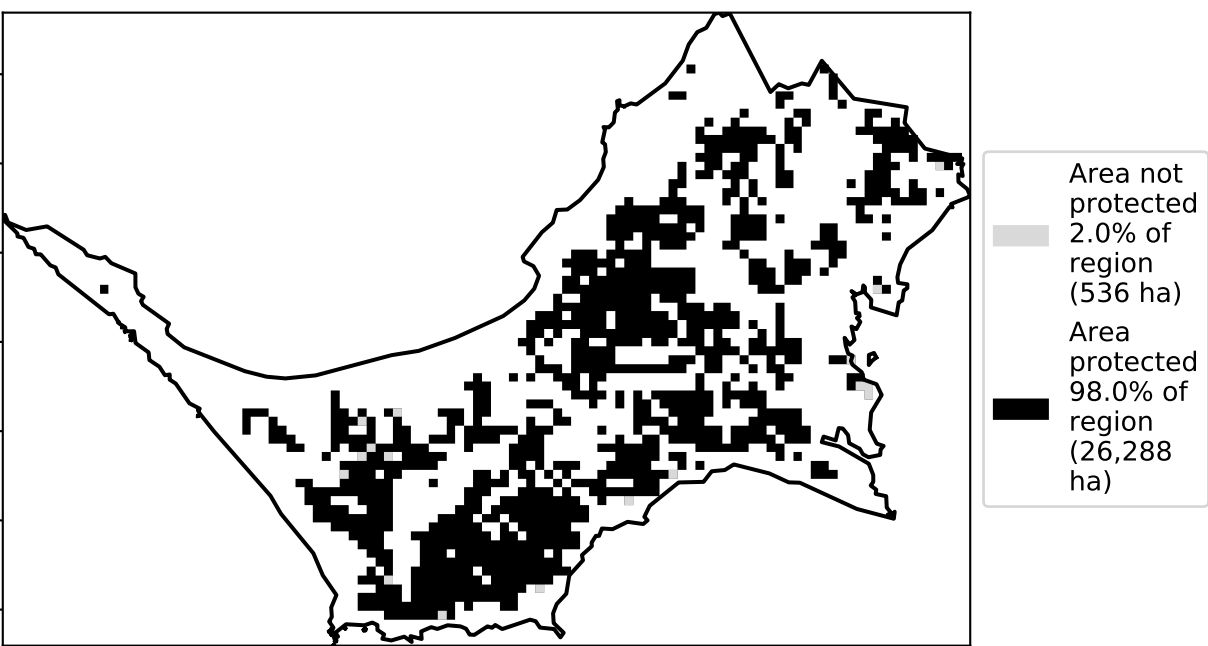 Area not
protected
2.0% of
region
(536 ha)
Area
protected
98.0% of
region
(26,288
ha)